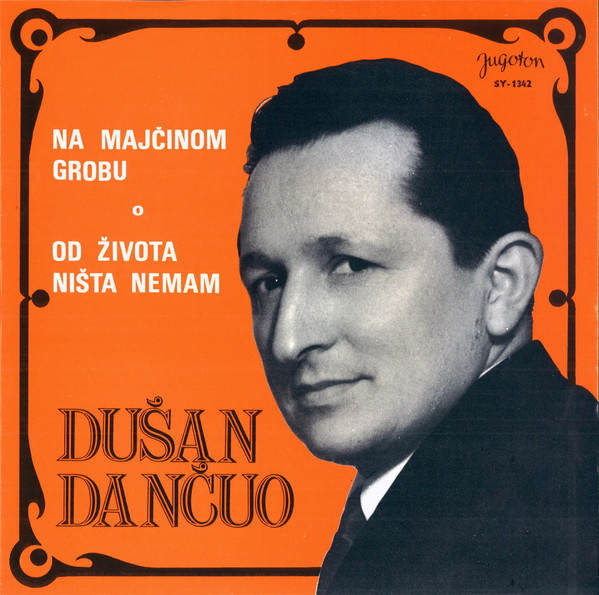 Jugoton
SY-1342
NA MAJČINOM
GROBU
o
OD ŽIVOTA
NIŠTA NEMAM
DUŠAN
DANČUO